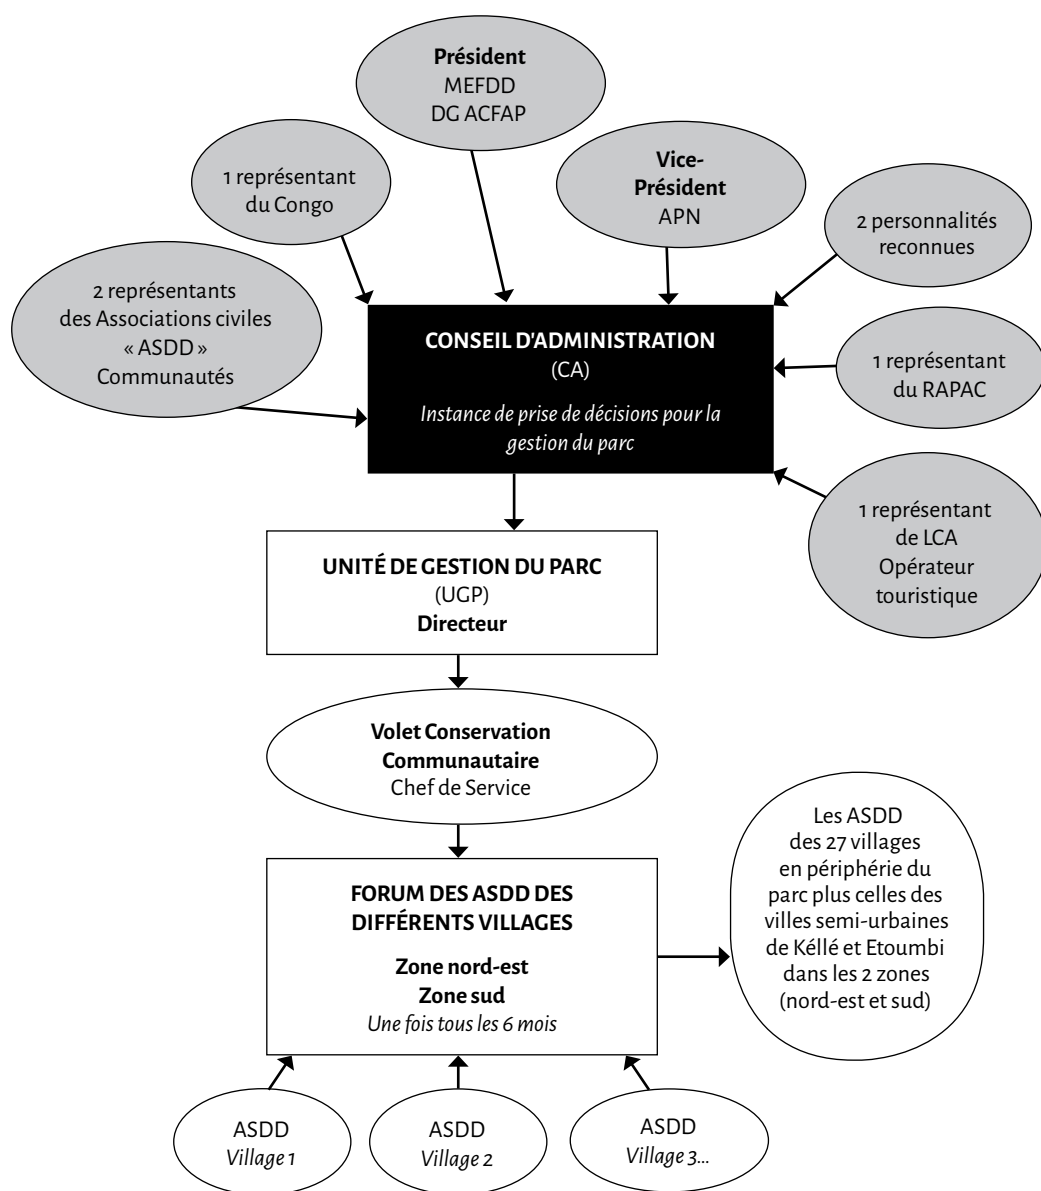 Président
MEFDD
DG ACFAP
1 représentant
du Congo
Vice-
Président
APN
2 personnalités
reconnues
2 représentants
des Associations civiles
« ASDD »
Communautés
CONSEIL D'ADMINISTRATION
(CA)
Instance de prise de décisions pour la
gestion du parc
1 représentant
du RAPAC
1 représentant
de LCA
Opérateur
touristique
UNITÉ DE GESTION DU PARC
(UGP)
Directeur
Volet Conservation
Communautaire
Chef de Service
FORUM DES ASDD DES
DIFFÉRENTS VILLAGES
Zone nord-est
Zone sud
Une fois tous les 6 mois
Les ASDD
des 27 villages
en périphérie du
parc plus celles des
villes semi-urbaines
de Kéllé et Etoumbi
dans les 2 zones
(nord-est et sud)
ASDD
Village 1
ASDD
Village 2
ASDD
Village 3...